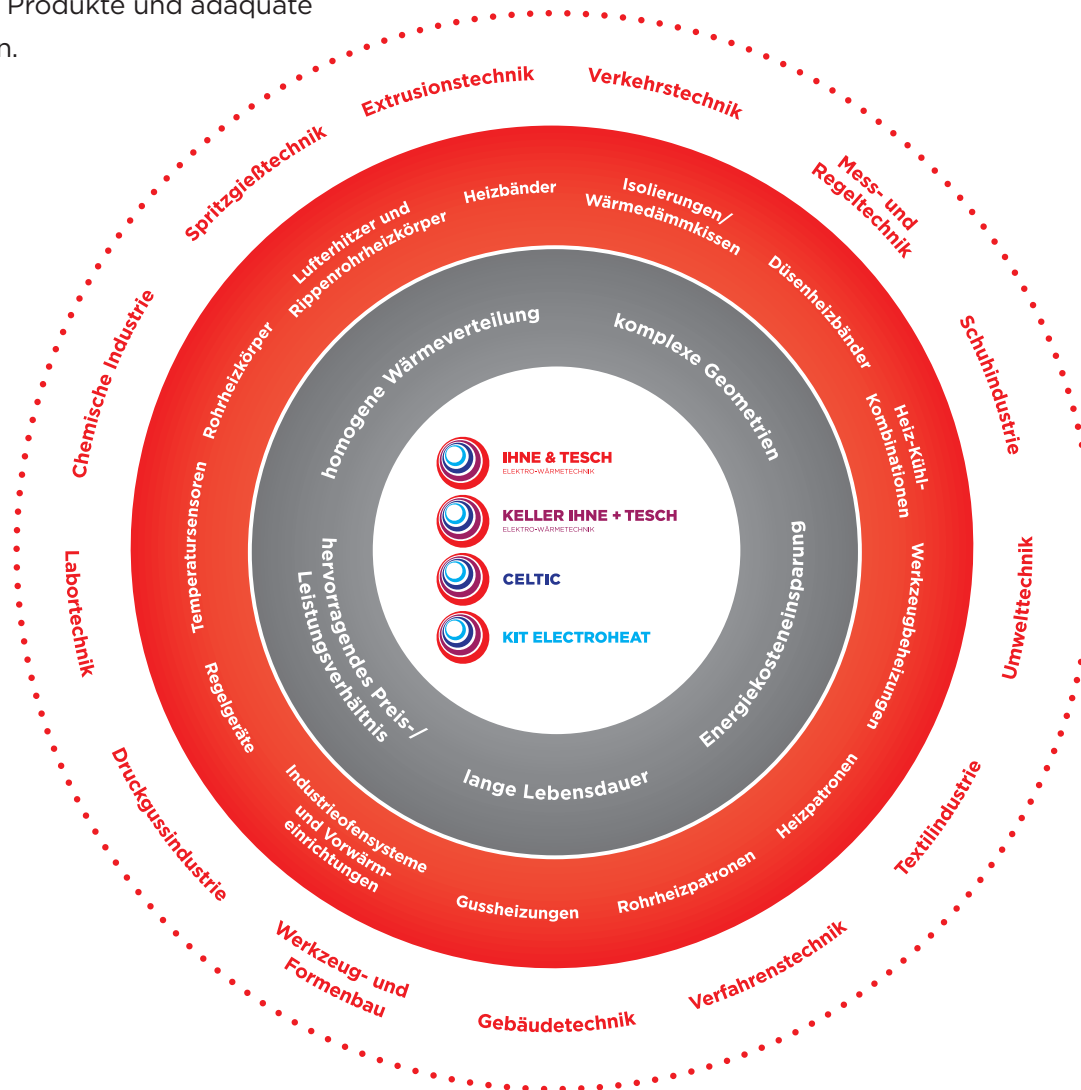 Produkte und adäquate
n.
Extrusionstechnik
Verkehrstechnik
Mess- und
Regeltechnik
Schuhindustrie
Umwelttechnik
Textilindustrie
Verfahrenstechnik
Gebäudetechnik
Werkzeug- und
Formenbau
Druckgussindustrie
Labortechnik
Chemische Industrie
Spritzgießtechnik
Heizbänder
Isolierungen/
Wärmedämmkissen
Düsenheizbänder
Heiz-Kühl-
Kombinationen
Werkzeugbeheizungen
Heizpatronen
Rohrheizpatronen
Gussheizungen
Industrieofensysteme
und Vorwärm-
einrichtungen
Regelgeräte
Temperatursensoren
Rohrheizkörper
Lufterhitzer und
Rippenrohrheizkörper
homogene Wärmeverteilung
komplexe Geometrien
Energiekosteneinsparung
lange Lebensdauer
hervorragendes Preis-/
Leistungsverhältnis
IHNE & TESCH
ELEKTRO-WÄRMETECHNIK
KELLER IHNE + TESCH
ELEKTRO-WÄRMETECHNIK
CELTIC
KIT ELECTROHEAT